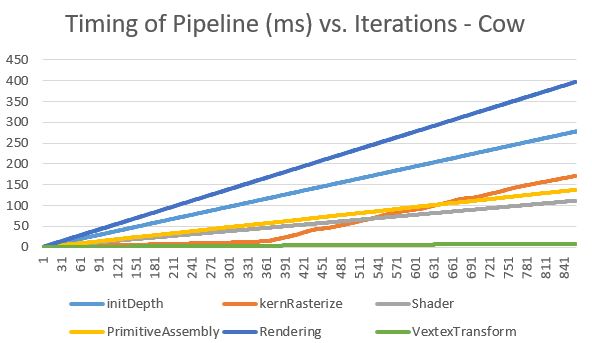 Timing of Pipeline (ms) vs. Iterations - Cow
450
400
350
300
250
200
150
100
50
0
1 31 61 91 121 151 181 211 241 271 301 331 361 391 421 451 481 511 541 571 601 631 661 691 721 751 781 811 841
initDepth kernRasterize Shader
PrimitiveAssembly Rendering VextexTransform